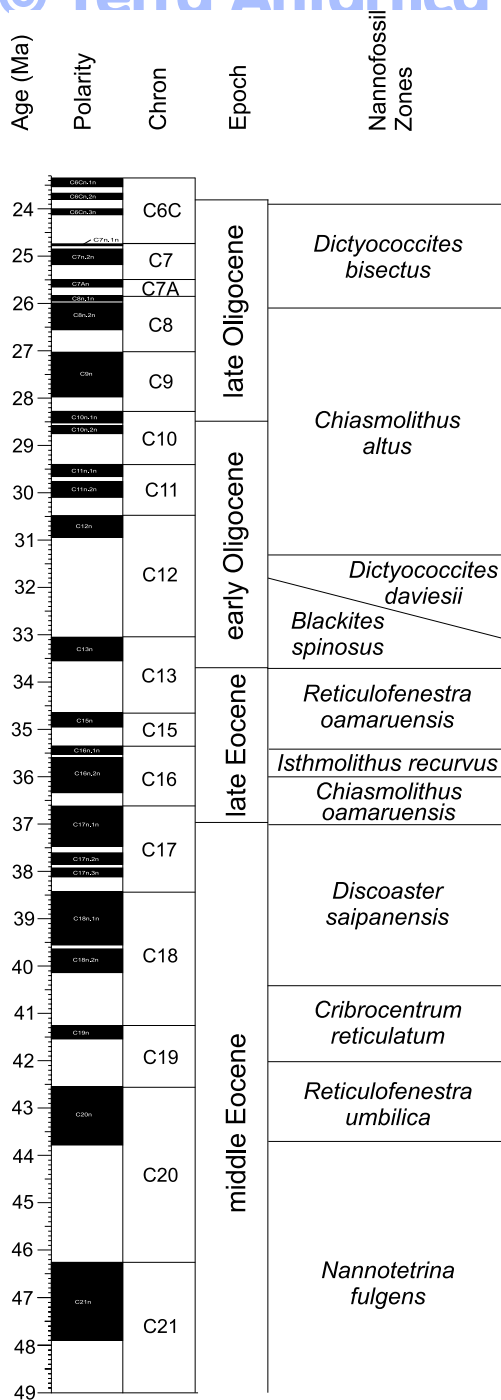 © Terra Antartica
Age (Ma)
Polarity
Chron
Epoch
Nannofossil
Zones
24
25
26
27
28
29
30
31
32
33
34
35
36
37
38
39
40
41
42
43
44
45
46
47
48
49
C6Cn.1n
C6Cn.2n
C6Cn.3n
C7n.1n
C7n.2n
C7An
C8n.1n
C8n.2n
C9n
C10n.1n
C10n.2n
C11n.1n
C11n.2n
C12n
C13n
C15n
C16n.1n
C16n.2n
C17n.1n
C17n.2n
C17n.3n
C18n.1n
C18n.2n
C19n
C20n
C21n
C6C
C7
C7A
C8
C9
C10
C11
C12
C13
C15
C16
C17
C18
C19
C20
C21
late Oligocene
early Oligocene
late Eocene
middle Eocene
Dictyococcites
bisectus
Chiasmolithus
altus
Dictyococcites
daviesii
Blackites
spinosus
Reticulofenestra
oamaruensis
Isthmolithus recurvus
Chiasmolithus
oamaruensis
Discoaster
saipanensis
Cribrocentrum
reticulatum
Reticulofenestra
umbilica
Nannotetrina
fulgens